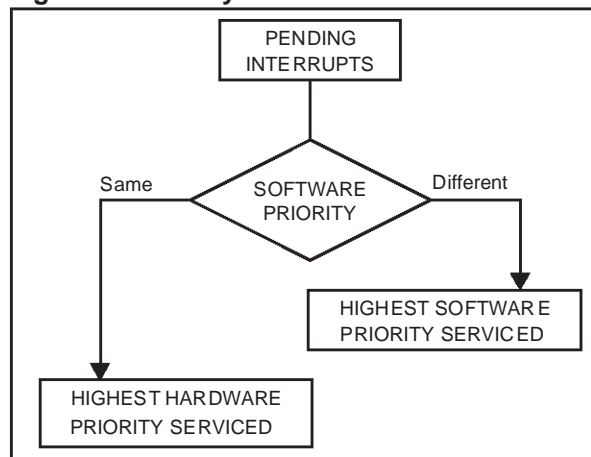 PENDING
INTERRUPTS
Same
SOFTWARE
PRIORITY
Different
HIGHEST SOFTWARE
PRIORITY SERVICED
HIGHEST HARDWARE
PRIORITY SERVICED